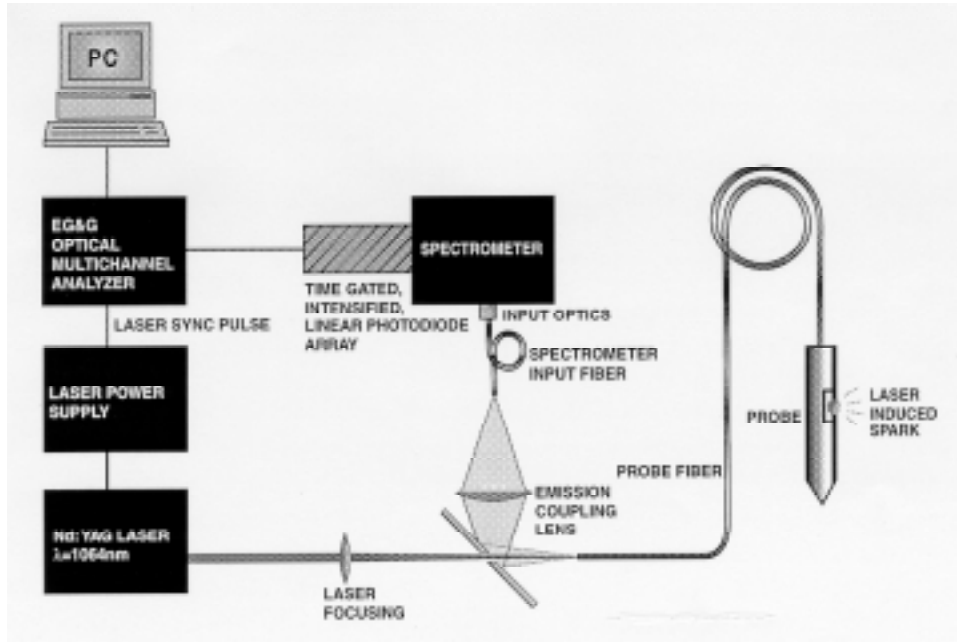 PC
EG&G
OPTICAL
MULTICHANNEL
ANALYZER
SPECTROMETER
TIME GATED,
INTENSIFIED,
LINEAR PHOTODIODE
ARRAY
INPUT OPTICS
LASER SYNC PULSE
SPECTROMETER
INPUT FIBER
LASER POWER
SUPPLY
PROBE
LASER
INDUCED
SPARK
PROBE FIBER
EMISSION
COUPLING
LENS
Nd: YAG LASER
λ=1064nm
LASER
FOCUSING